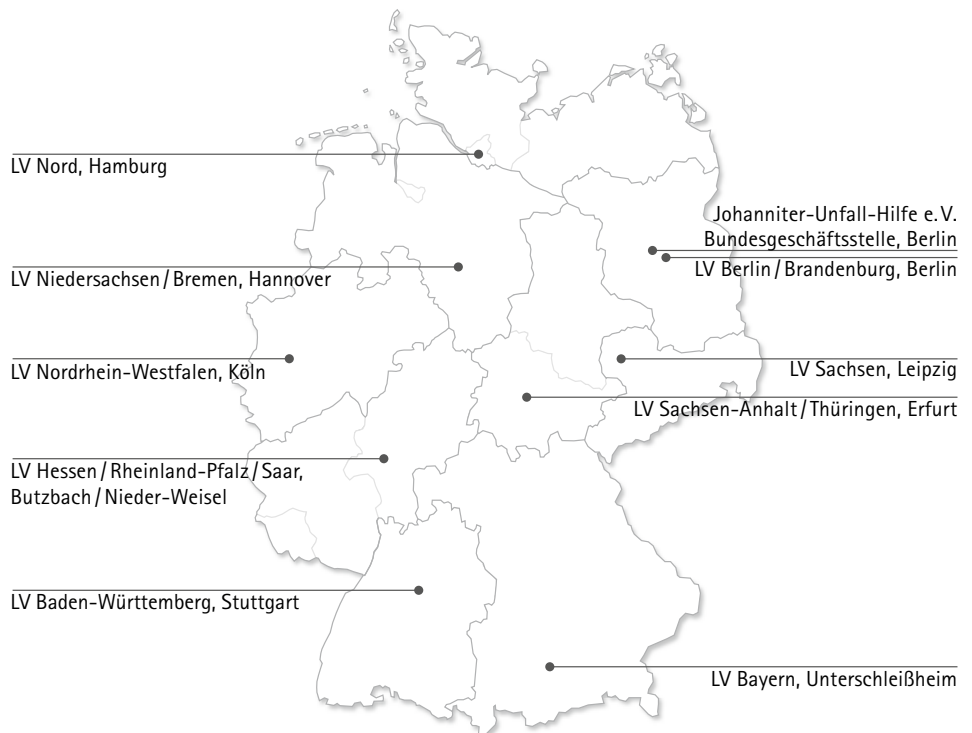 LV Nord, Hamburg
Johanniter-Unfall-Hilfe e.V.
Bundesgeschäftsstelle, Berlin
LV Niedersachsen/Bremen, Hannover
LV Berlin/Brandenburg, Berlin
LV Nordrhein-Westfalen, Köln
LV Sachsen, Leipzig
LV Sachsen-Anhalt/Thüringen, Erfurt
LV Hessen/Rheinland-Pfalz/Saar,
Butzbach/Nieder-Weisel
LV Baden-Württemberg, Stuttgart
LV Bayern, Unterschleißheim